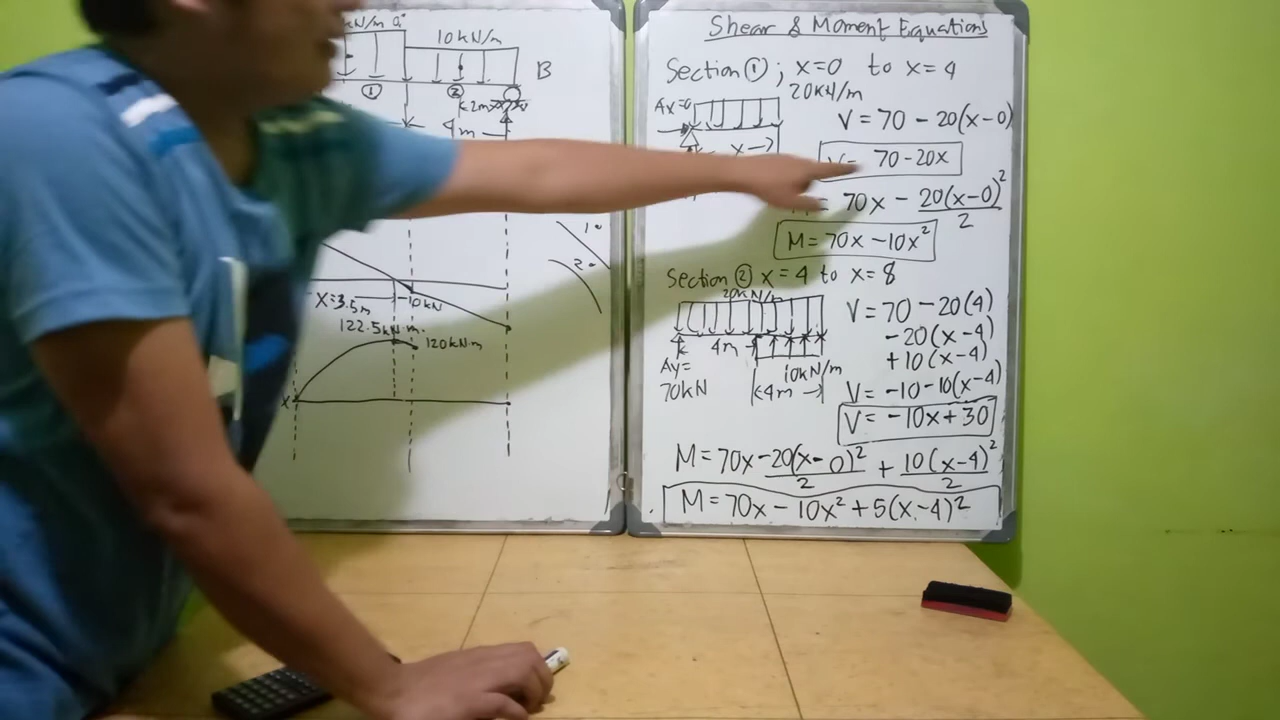 kN/m
10 kN/m
①
②
B
2m
4m
X=3.5m
-10kN
122.5kN·m.
120kN·m
1°
2°
Shear & Moment Equations
Section ①; x=0 to x=4
20kN/m
Ax=0
x→
V = 70 - 20(x-0)
70-20x
70x - 20(x-0)²/2
M = 70x - 10x²
Section ② x=4 to x=8
20kN/m
4m
Ay=
70kN
10kN/m
4m
V = 70 - 20(4)
- 20(x-4)
+ 10(x-4)
V = -10-10(x-4)
V = -10x+30
M = 70x - 20(x-0)²/2 + 10(x-4)²/2
M = 70x - 10x² + 5(x-4)²